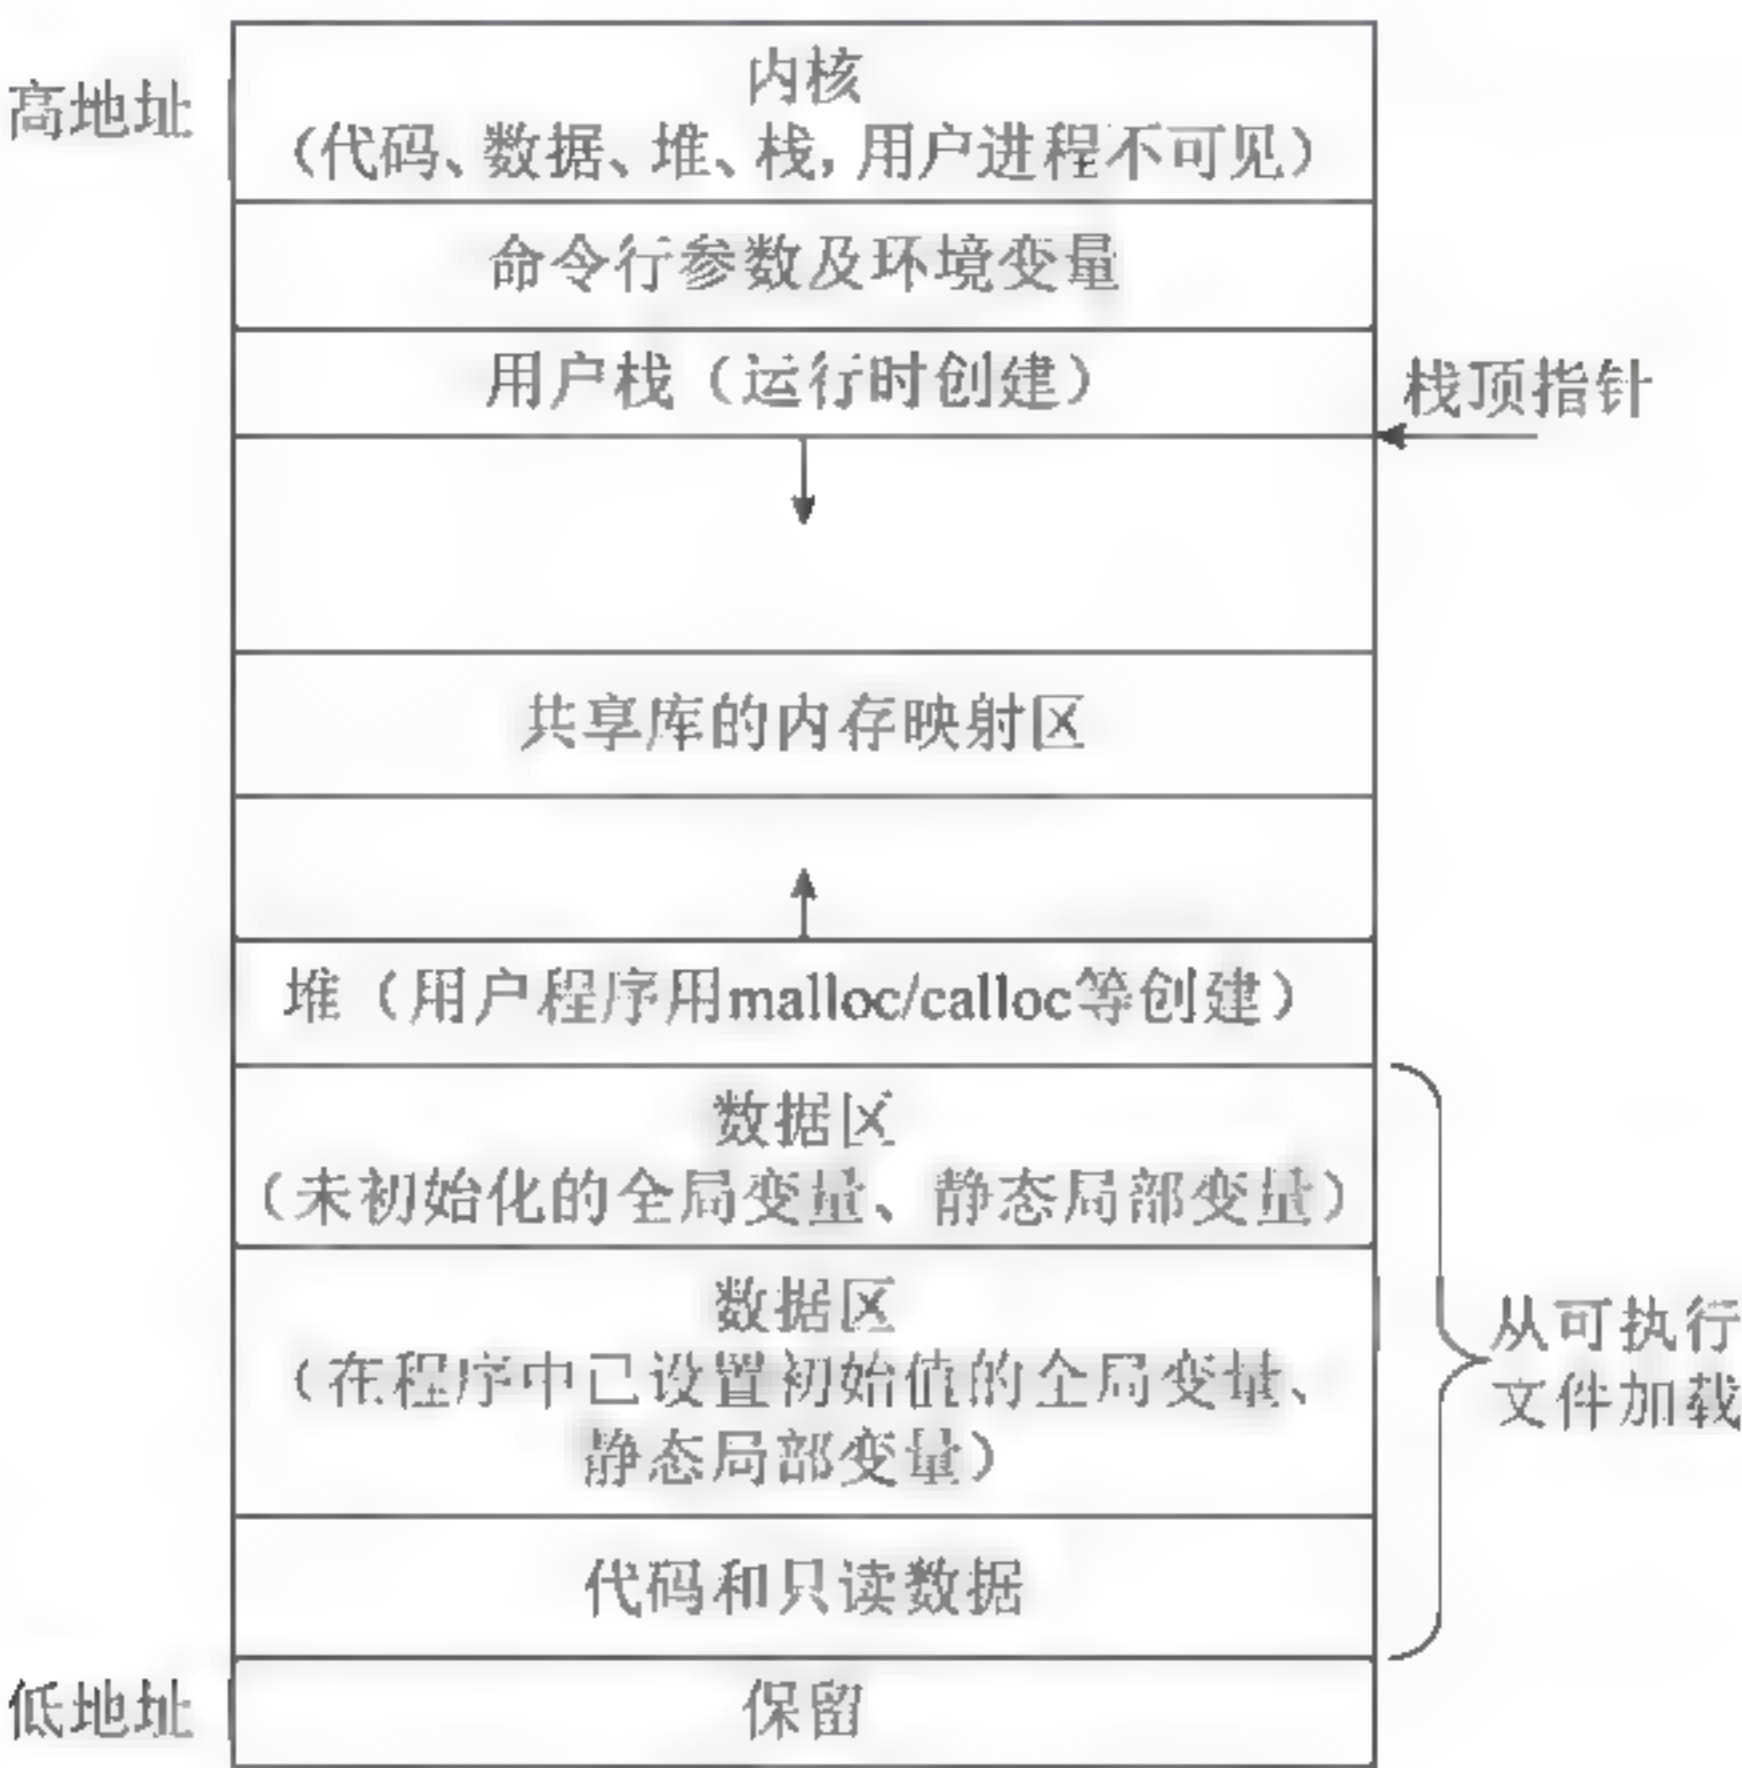 高地址
内核
（代码、数据、堆、栈，用户进程不可见）
命令行参数及环境变量
用户栈（运行时创建）
栈顶指针
共享库的内存映射区
堆（用户程序用malloc/calloc等创建）
数据区
（未初始化的全局变量、静态局部变量）
数据区
（在程序中已设置初始值的全局变量、
静态局部变量）
从可执行
文件加载
代码和只读数据
低地址
保留